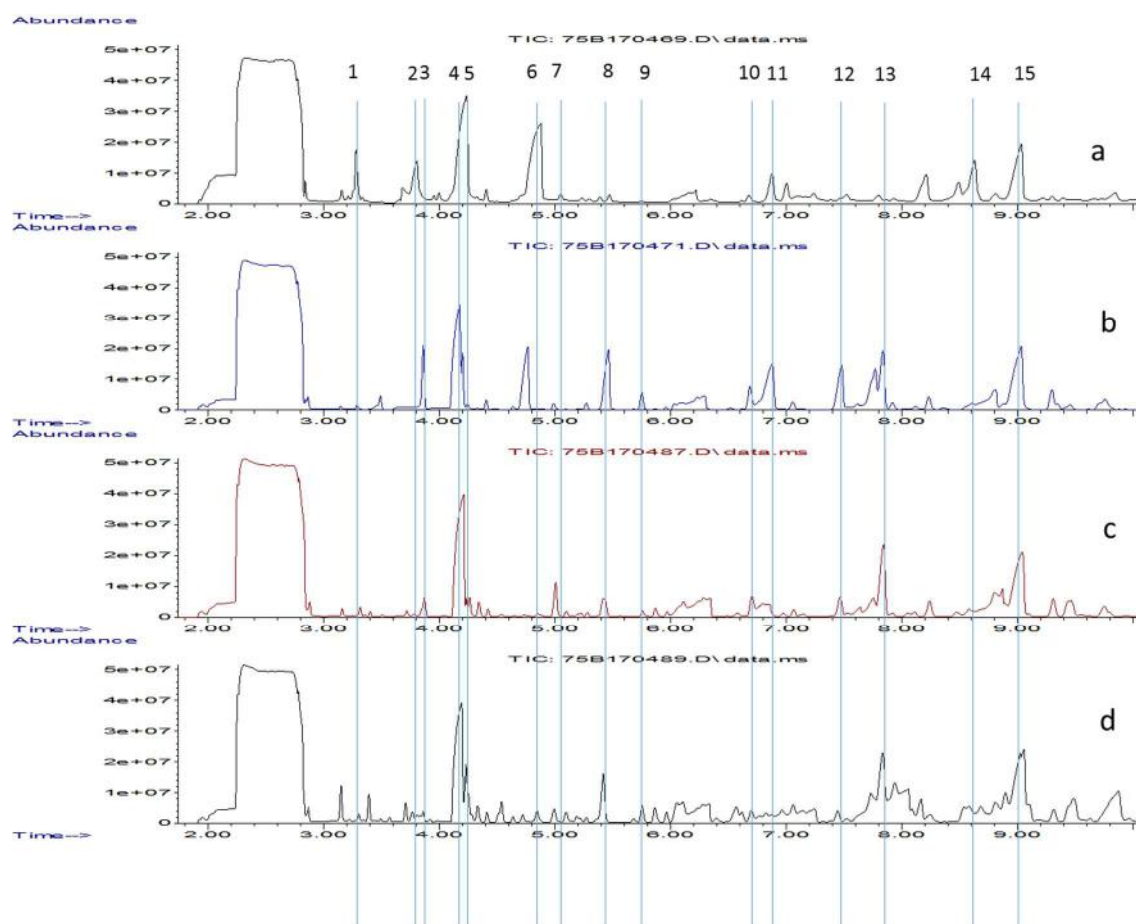 Abundance
TIC: 75B170469.D\data.ms
5e+07
1 2 3 4 5 6 7 8 9 10 11 12 13 14 15
4e+07
3e+07
2e+07
a
1e+07
0
2.00 3.00 4.00 5.00 6.00 7.00 8.00 9.00
Time-->
Abundance
TIC: 75B170471.D\data.ms
5e+07
4e+07
3e+07
b
2e+07
1e+07
0
2.00 3.00 4.00 5.00 6.00 7.00 8.00 9.00
Time-->
Abundance
TIC: 75B170487.D\data.ms
5e+07
4e+07
3e+07
c
2e+07
1e+07
0
2.00 3.00 4.00 5.00 6.00 7.00 8.00 9.00
Time-->
Abundance
TIC: 75B170489.D\data.ms
5e+07
4e+07
3e+07
d
2e+07
1e+07
0
2.00 3.00 4.00 5.00 6.00 7.00 8.00 9.00
Time-->